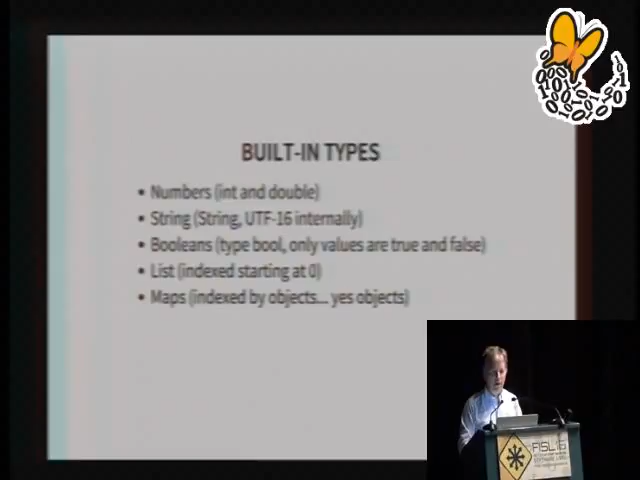 BUILT-IN TYPES
• Numbers (int and double)
• String (String, UTF-16 internally)
• Booleans (type bool, only values are true and false)
• List (indexed starting at 0)
• Maps (indexed by objects... yes objects)
FISL16